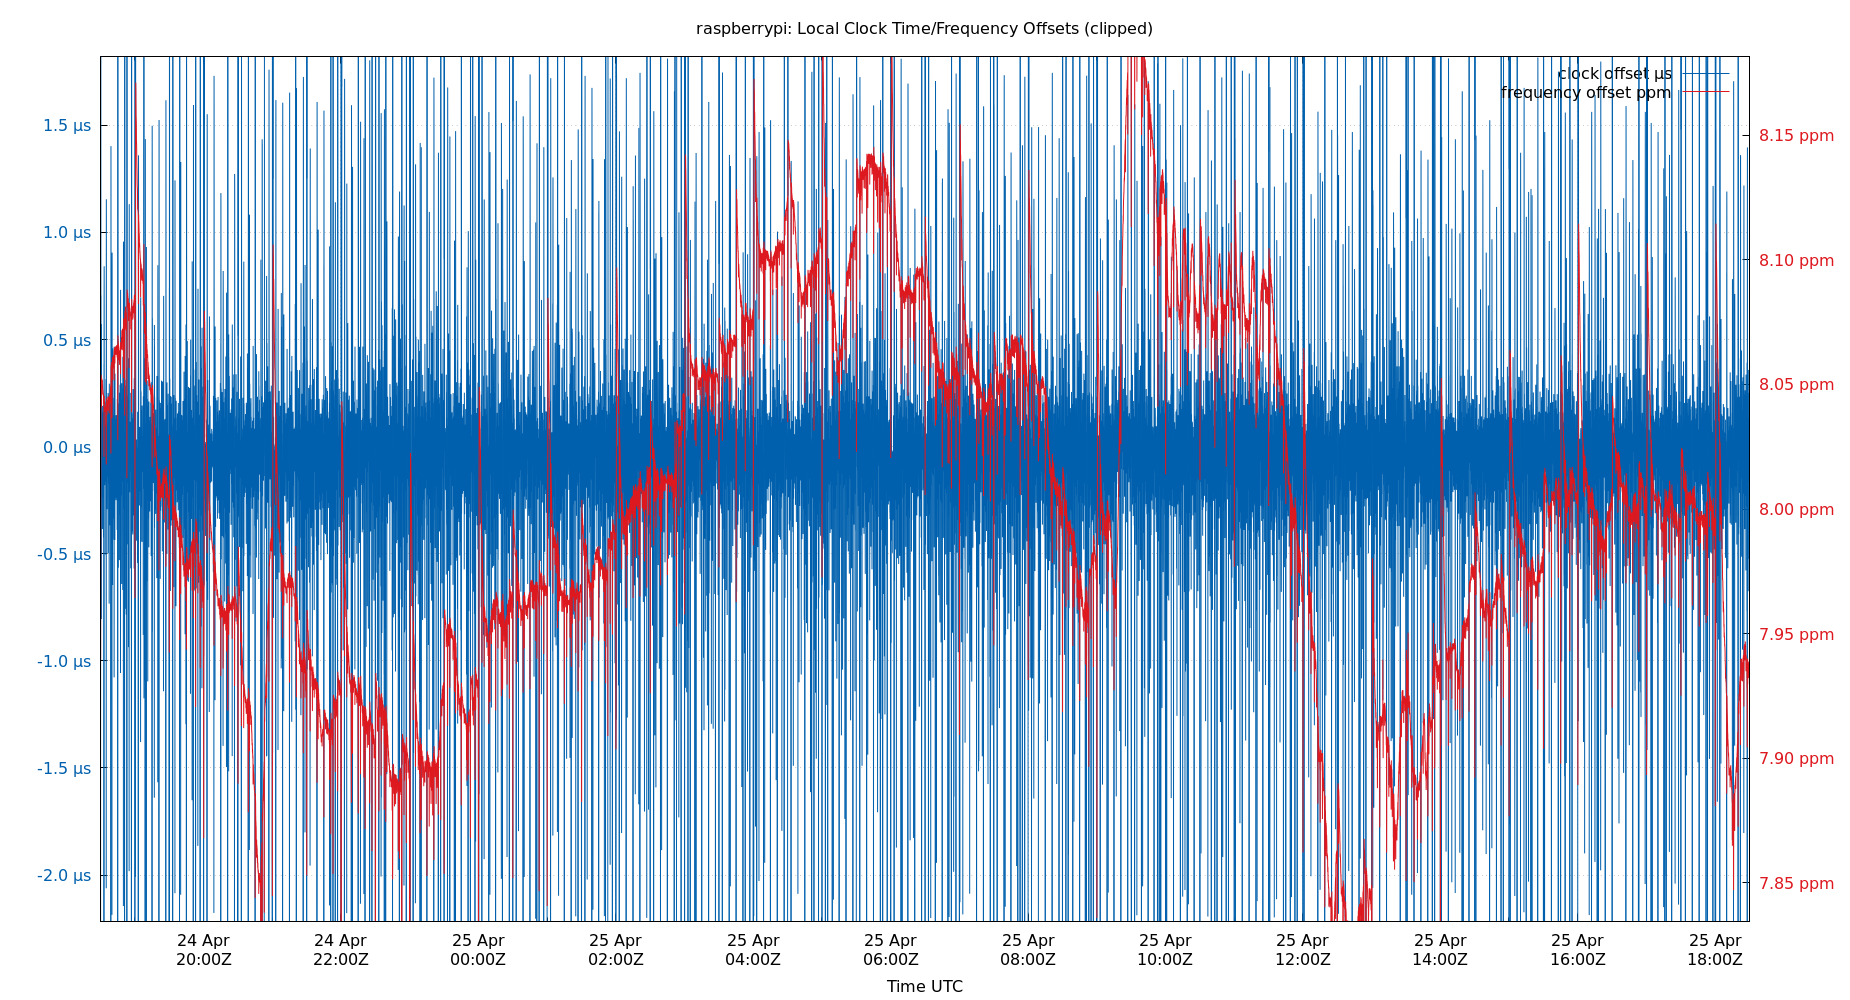 raspberrypi: Local Clock Time/Frequency Offsets (clipped)
clock offset µs
frequency offset ppm
1.5 µs
1.0 µs
0.5 µs
0.0 µs
-0.5 µs
-1.0 µs
-1.5 µs
-2.0 µs
8.15 ppm
8.10 ppm
8.05 ppm
8.00 ppm
7.95 ppm
7.90 ppm
7.85 ppm
24 Apr 24 Apr 25 Apr 25 Apr 25 Apr 25 Apr 25 Apr 25 Apr 25 Apr 25 Apr 25 Apr 25 Apr
20:00Z 22:00Z 00:00Z 02:00Z 04:00Z 06:00Z 08:00Z 10:00Z 12:00Z 14:00Z 16:00Z 18:00Z
Time UTC